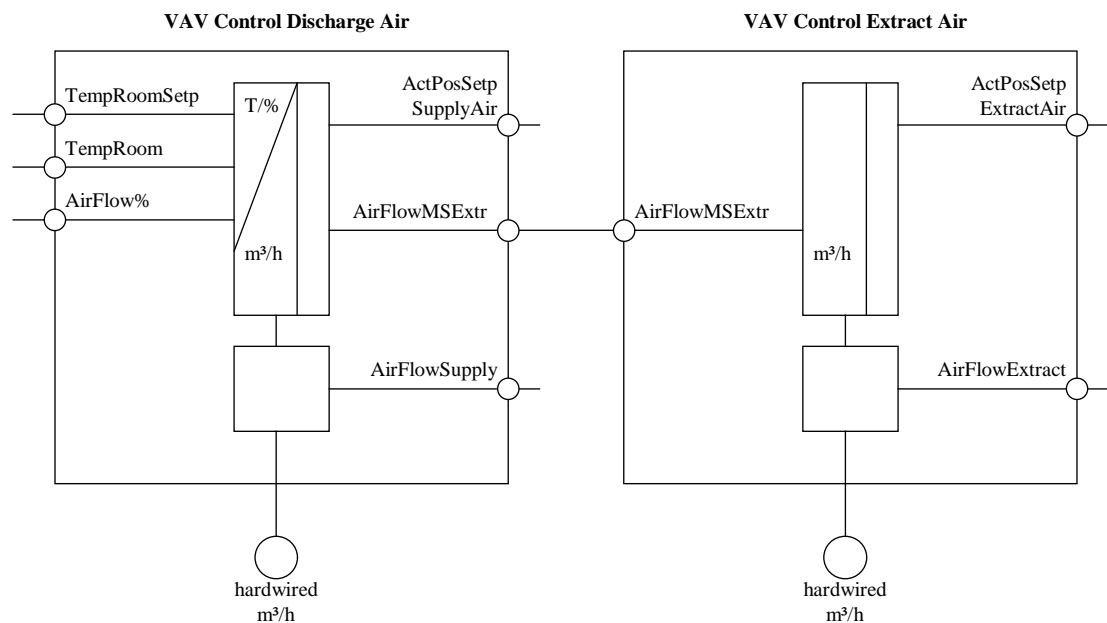 VAV Control Discharge Air
VAV Control Extract Air
TempRoomSetp
TempRoom
AirFlow%
T/%
m³/h
ActPosSetp
SupplyAir
AirFlowMSExtr
AirFlowSupply
hardwired
m³/h
AirFlowMSExtr
m³/h
ActPosSetp
ExtractAir
AirFlowExtract
hardwired
m³/h